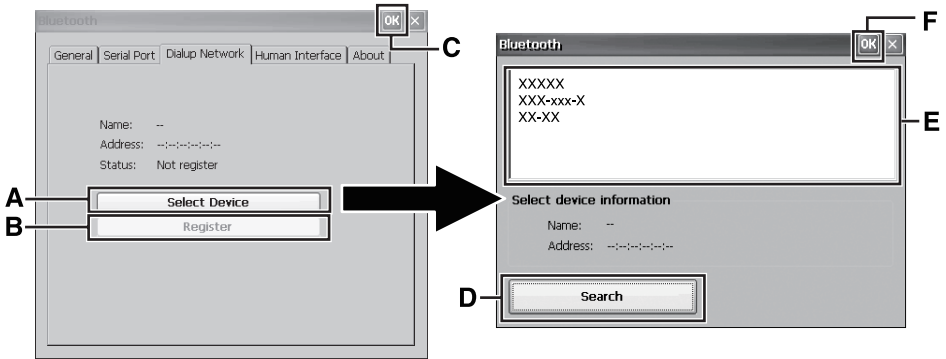 Bluetooth OK ×
C
General Serial Port Dialup Network Human Interface About
Name: --
Address: --:--:--:--:--:--
Status: Not register
A
Select Device
B
Register
F
Bluetooth OK ×
XXXXX
XXX-xxx-X
XX-XX
E
Select device information
Name: --
Address: --:--:--:--:--:--
D
Search